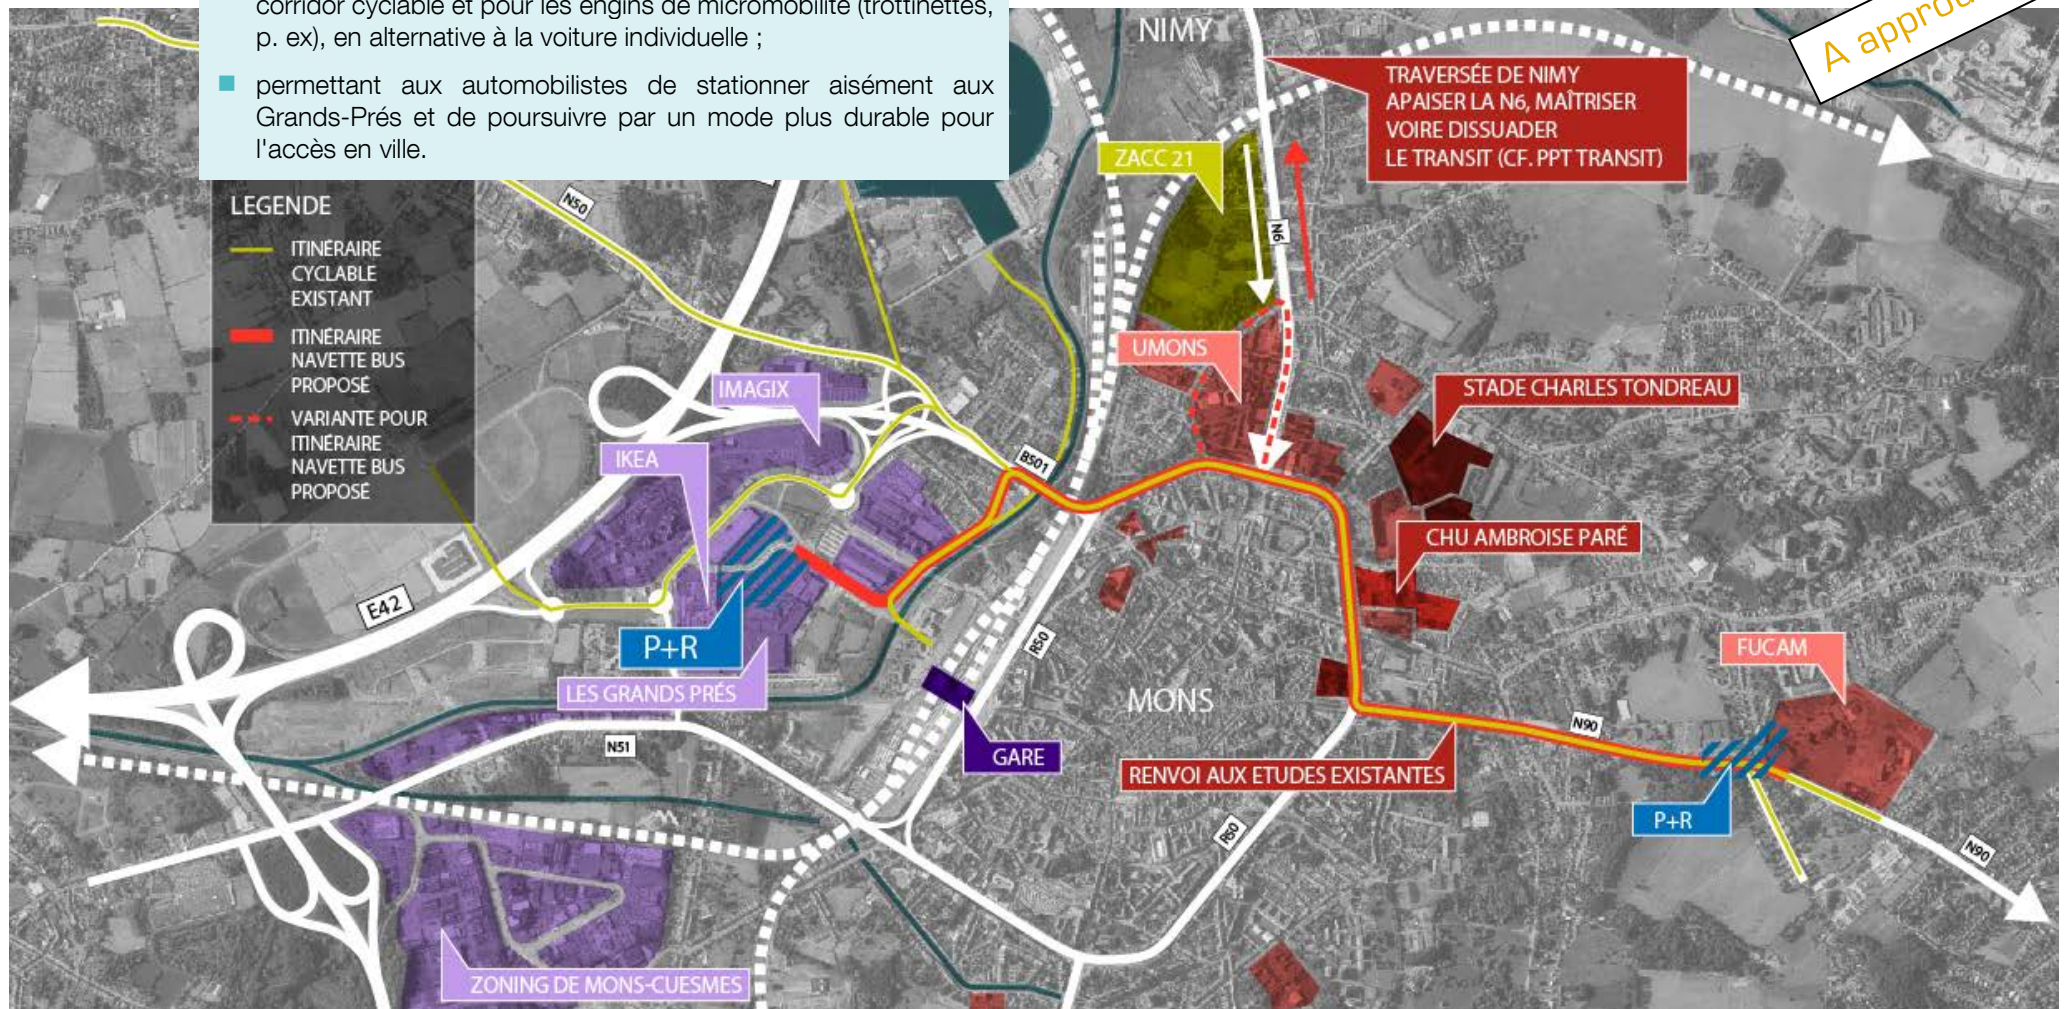 corridor cyclable et pour les engins de micromobilité (trottinettes,
p. ex), en alternative à la voiture individuelle ;
permettant aux automobilistes de stationner aisément aux
Grands-Prés et de poursuivre par un mode plus durable pour
l'accès en ville.
A
NIMY
TRAVERSÉE DE NIMY
APAISER LA N6, MAÎTRISER
VOIRE DISSUADER
LE TRANSIT (CF. PPT TRANSIT)
ZACC 21
LEGENDE
ITINÉRAIRE
CYCLABLE
EXISTANT
ITINÉRAIRE
NAVETTE BUS
PROPOSÉ
VARIANTE POUR
ITINÉRAIRE
NAVETTE BUS
PROPOSÉ
N50
N6
UMONS
IMAGIX
STADE CHARLES TONDREAU
IKEA
B501
CHU AMBROISE PARÉ
E42
P+R
R50
FUCAM
LES GRANDS PRÉS
MONS
N51
GARE
N90
RENVOI AUX ETUDES EXISTANTES
P+R
R50
N90
ZONING DE MONS-CUESMES